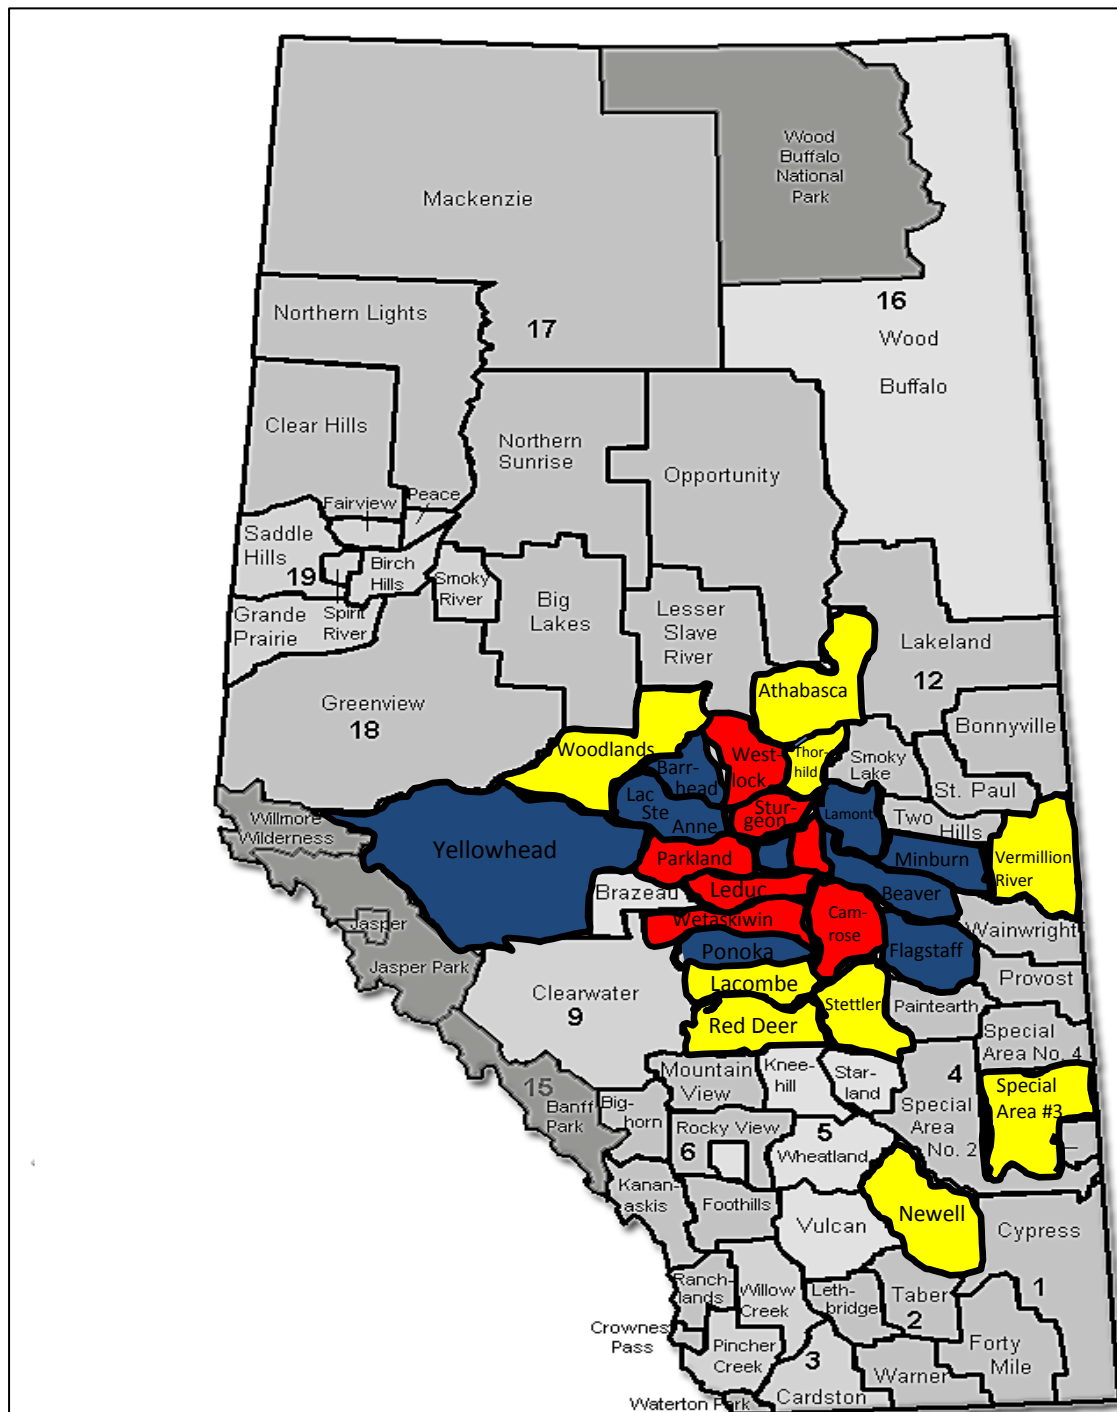 Wood
Buffalo
National
Park
Mackenzie
16
Northern Lights
17
Wood
Buffalo
Clear Hills
Northern
Sunrise
Opportunity
Peace
Fairview
Saddle
Hills
19
Birch
Hills
Smoky
River
Big
Lakes
Lesser
Slave
River
Grande
Prairie
Spirit
River
Lakeland
12
Athabasca
Greenview
18
Bonnyville
Woodlands
West-
lock
Thor-
hild
Smoky
Lake
Barr-
head
St. Paul
Lac
Ste
Anne
Stur-
geon
Lamont
Two
Hills
Willmore
Wilderness
Yellowhead
Parkland
Minburn
Vermillion
River
Brazeau
Leduc
Beaver
Jasper
Wetaskiwin
Cam-
rose
Wainwright
Jasper Park
Ponoka
Flagstaff
Provost
Clearwater
9
Lacombe
Stettler
Paintearth
Red Deer
Special
Area No. 4
Mountain
View
Knee-
hill
Star-
land
4
Special
Area #3
15
Banff
Park
Big-
horn
Special
Area
No. 2
Rocky View
6
5
Wheatland
Kanan-
askis
Foothills
Vulcan
Newell
Cypress
1
Ranch-
lands
Willow
Creek
Leth-
bridge
Taber
2
Crownest
Pass
Pincher
Creek
3
Forty
Mile
Warner
Cardston
Waterton Park